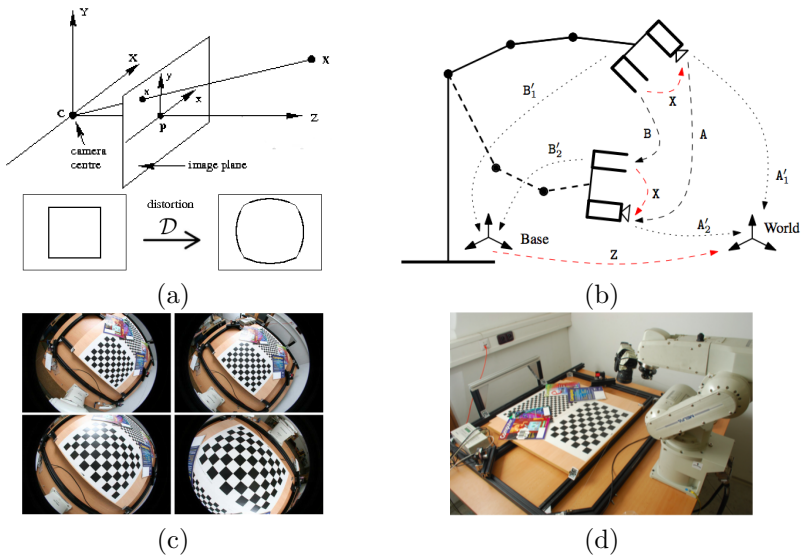 Y
X
X
y
x
x
C
P
Z
camera
centre
image plane
distortion
D
(a)
B′₁
X
B
A
B′₂
X
A′₁
A′₂
Base
World
Z
(b)
(c)
(d)